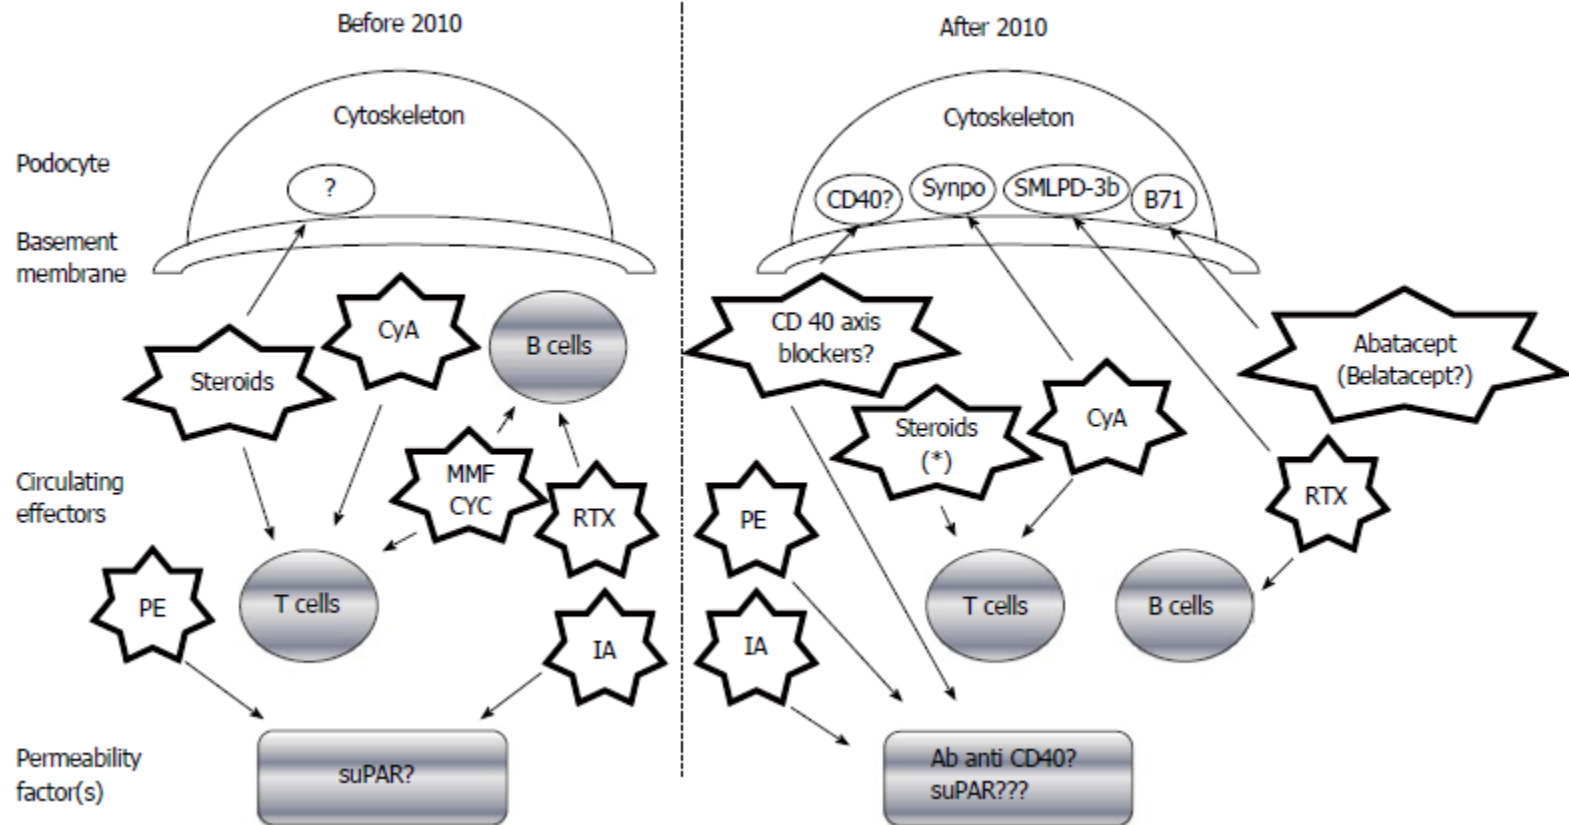 Before 2010
After 2010
Cytoskeleton
Cytoskeleton
Podocyte
?
CD40?
Synpo
SMLPD-3b
B71
Basement
membrane
CyA
B cells
Steroids
CD 40 axis
blockers?
Abatacept
(Belatacept?)
Steroids
(*)
CyA
Circulating
effectors
MMF
CYC
RTX
PE
RTX
PE
T cells
IA
IA
T cells
B cells
Permeability
factor(s)
suPAR?
Ab anti CD40?
suPAR???